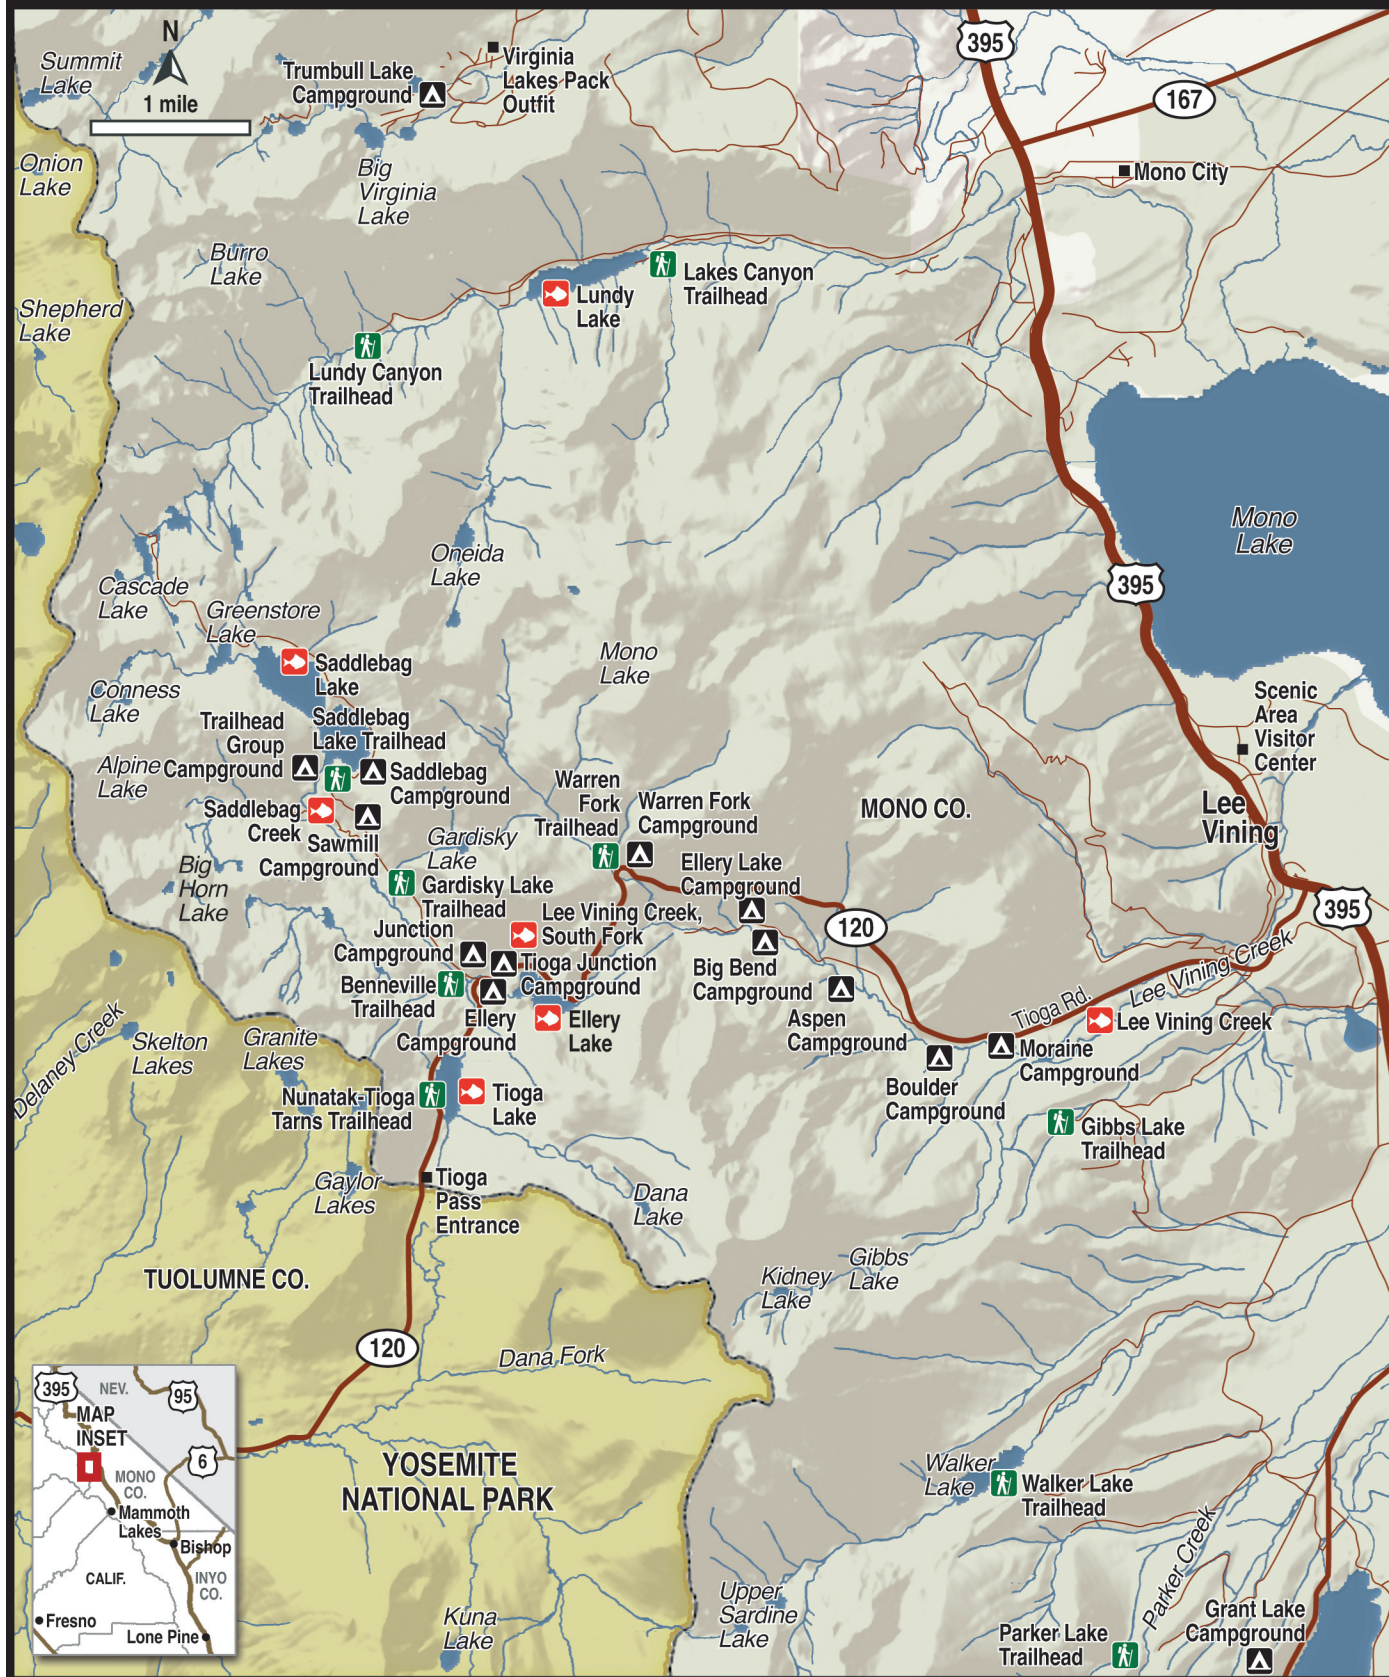 N
1 mile
Summit
Lake
Trumbull Lake
Campground
Virginia
Lakes Pack
Outfit
395
167
Onion
Lake
Big
Virginia
Lake
Mono City
Burro
Lake
Lakes Canyon
Trailhead
Lundy
Lake
Shepherd
Lake
Lundy Canyon
Trailhead
Mono
Lake
395
Oneida
Lake
Cascade
Lake
Greenstore
Lake
Mono
Lake
Saddlebag
Lake
Conness
Lake
Trailhead
Group
Campground
Saddlebag
Lake Trailhead
Scenic
Area
Visitor
Center
Alpine
Lake
Saddlebag
Campground
Warren
Fork
Trailhead
Warren Fork
Campground
MONO CO.
Lee
Vining
Saddlebag
Creek
Sawmill
Campground
Gardisky
Lake
Big
Horn
Lake
Ellery Lake
Campground
Gardisky Lake
Trailhead
395
120
Lee Vining Creek,
South Fork
Junction
Campground
Tioga Junction
Campground
Big Bend
Campground
Lee Vining Creek
Benneville
Trailhead
Tioga Rd.
Ellery
Campground
Ellery
Lake
Aspen
Campground
Lee Vining Creek
Delaney Creek
Skelton
Lakes
Granite
Lakes
Moraine
Campground
Boulder
Campground
Nunatak-Tioga
Tarns Trailhead
Tioga
Lake
Gibbs Lake
Trailhead
Gaylor
Lakes
Tioga
Pass
Entrance
Dana
Lake
TUOLUMNE CO.
Kidney
Lake
Gibbs
Lake
120
Dana Fork
395
NEV.
95
MAP
INSET
6
MONO
CO.
Mammoth
Lakes
Bishop
CALIF.
INYO
CO.
Fresno
Lone Pine
YOSEMITE
NATIONAL PARK
Walker
Lake
Walker Lake
Trailhead
Parker Creek
Upper
Sardine
Lake
Kuna
Lake
Parker Lake
Trailhead
Grant Lake
Campground